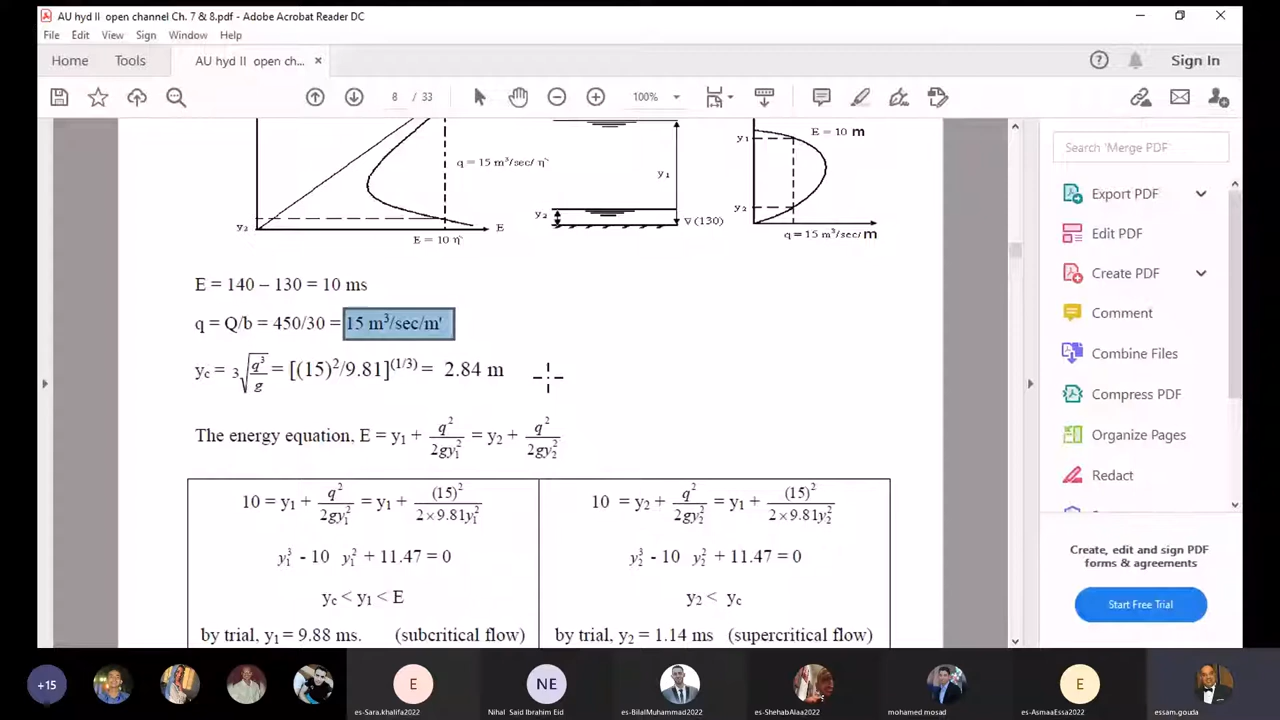 AU hyd II open channel Ch. 7 & 8.pdf - Adobe Acrobat Reader DC
File Edit View Sign Window Help
Home Tools AU hyd II open ch... × Sign In
8 / 33 100%
Search 'Merge PDF'
Export PDF
Edit PDF
Create PDF
Comment
Combine Files
Compress PDF
Organize Pages
Redact
Create, edit and sign PDF
forms & agreements
Start Free Trial
q = 15 m³/sec/ η`
y₂
E
E = 10 η`
y₁
y₂
∇ (130)
E = 10 m
y₁
y₂
q = 15 m³/sec/ m
E = 140 – 130 = 10 ms
q = Q/b = 450/30 = 15 m³/sec/m'
y_c = 3√(q³/g) = [(15)²/9.81]^(1/3) = 2.84 m
The energy equation, E = y₁ + q²/2gy₁² = y₂ + q²/2gy₂²
10 = y₁ + q²/2gy₁² = y₁ + (15)²/2×9.81y₁²
y₁³ - 10 y₁² + 11.47 = 0
y_c < y₁ < E
by trial, y₁ = 9.88 ms. (subcritical flow)
10 = y₂ + q²/2gy₂² = y₁ + (15)²/2×9.81y₂²
y₂³ - 10 y₂² + 11.47 = 0
y₂ < y_c
by trial, y₂ = 1.14 ms (supercritical flow)
+15 E NE E
es-Sara.khalifa2022 Nihal Said Ibrahim Eid es-BilalMuhammad2022 es-ShehabAlaa2022 mohamed mosad es-AsmaaEssa2022 essam.gouda